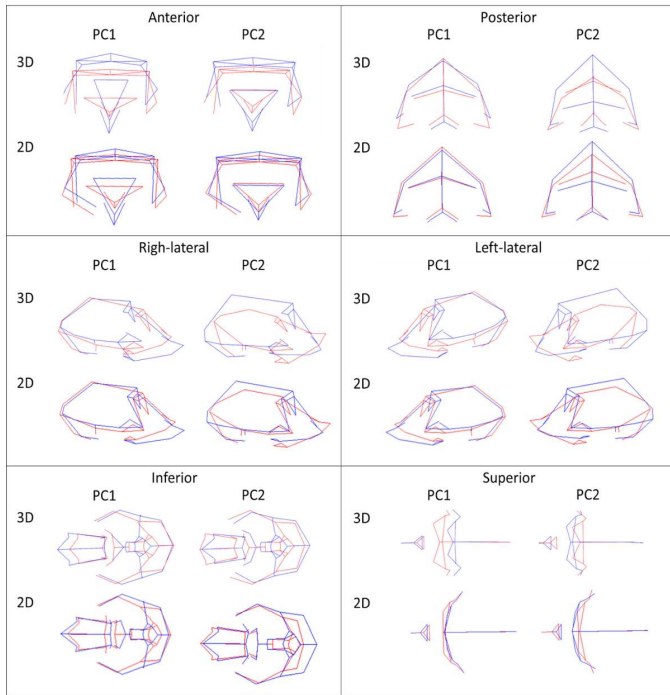 Anterior
PC1 PC2
3D
2D
Posterior
PC1 PC2
3D
2D
Righ-lateral
PC1 PC2
3D
2D
Left-lateral
PC1 PC2
3D
2D
Inferior
PC1 PC2
3D
2D
Superior
PC1 PC2
3D
2D